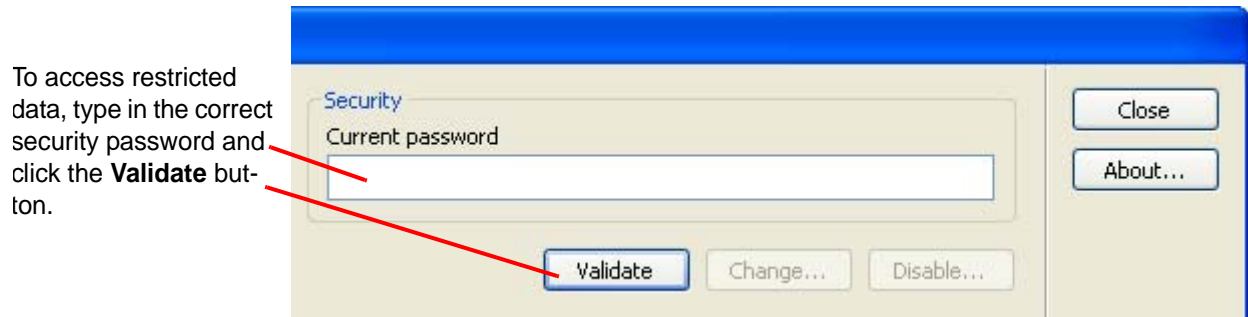 To access restricted
data, type in the correct
security password and
click the Validate but-
ton.
Security
Current password
Close
About...
Validate
Change...
Disable...